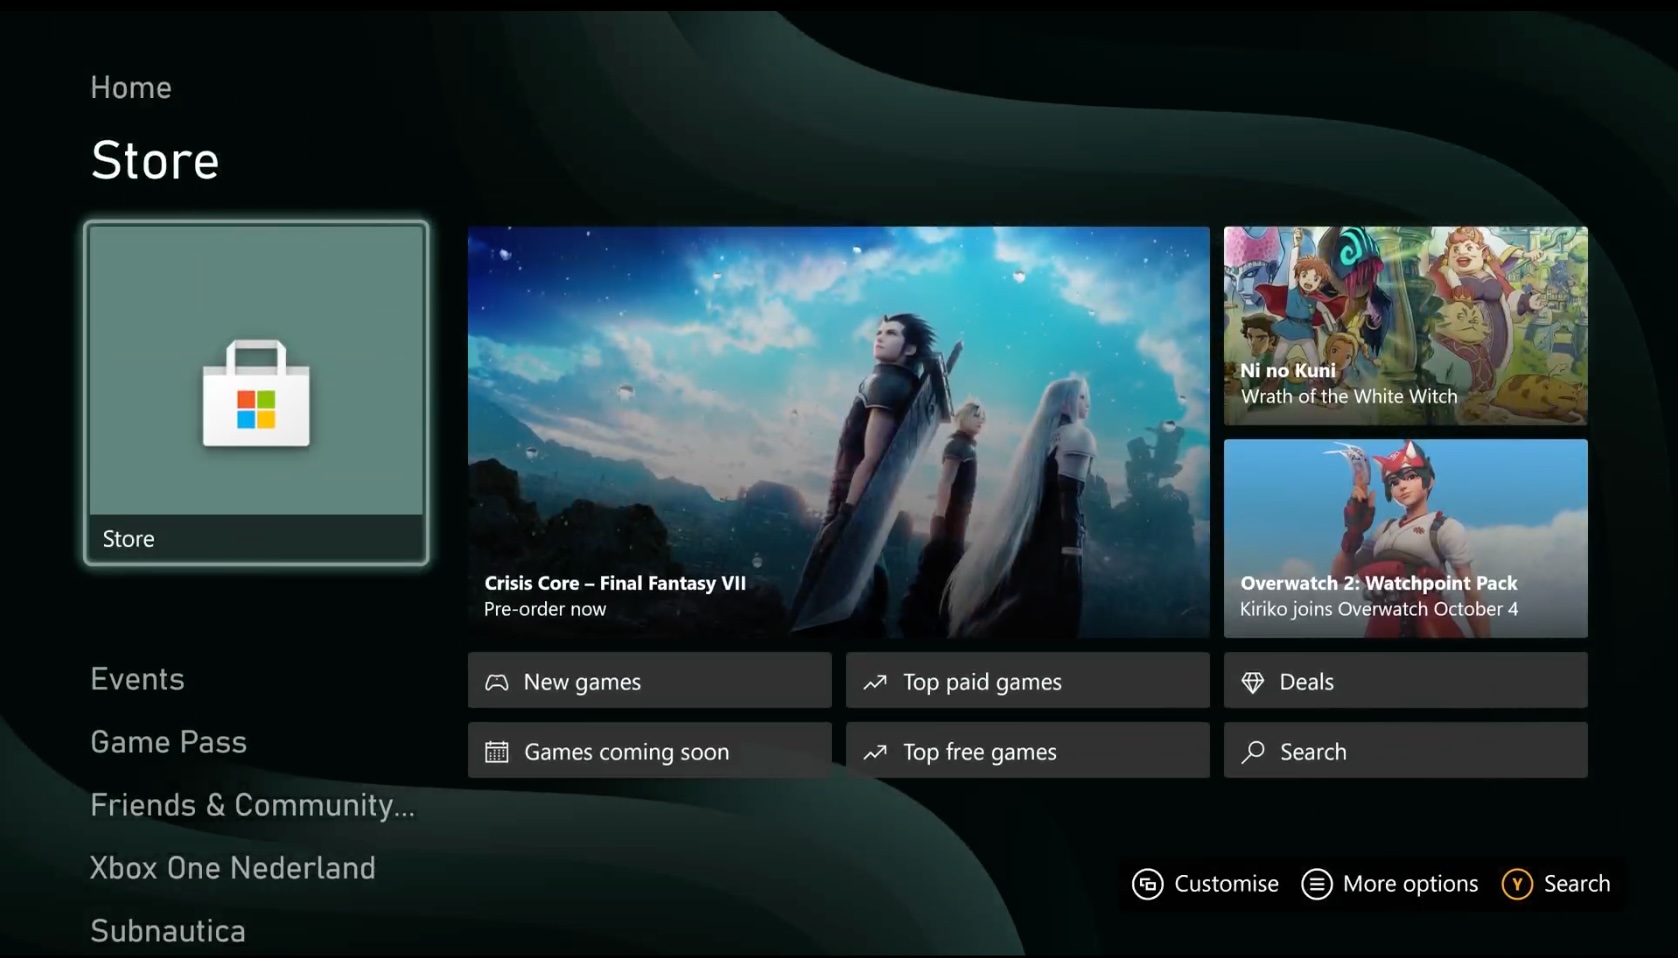 Home
Store
Store
Crisis Core – Final Fantasy VII
Pre-order now
Ni no Kuni
Wrath of the White Witch
Overwatch 2: Watchpoint Pack
Kiriko joins Overwatch October 4
New games
Top paid games
Deals
Games coming soon
Top free games
Search
Events
Game Pass
Friends & Community...
Xbox One Nederland
Subnautica
Customise
More options
Y Search